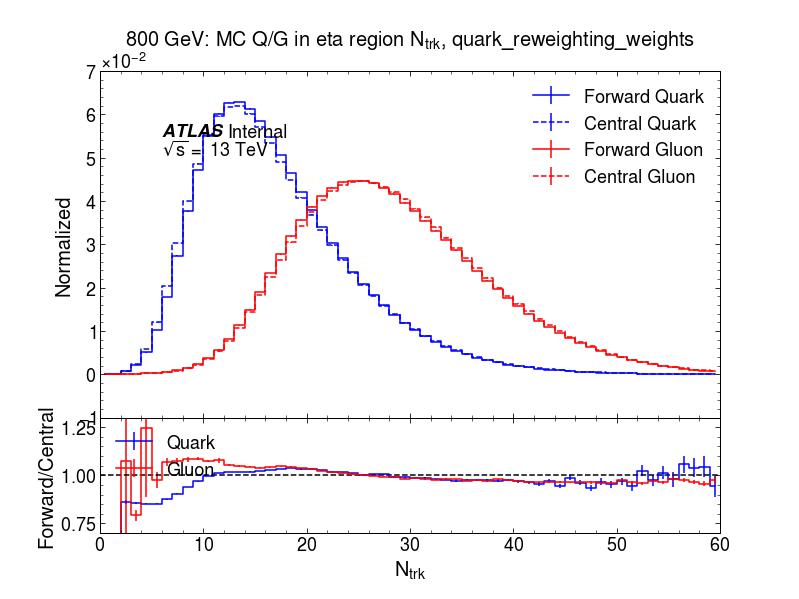 800 GeV: MC Q/G in eta region Ntrk, quark_reweighting_weights
×10−2
7
6
5
4
3
2
1
0
−1
Normalized
ATLAS Internal
√s = 13 TeV
Forward Quark
Central Quark
Forward Gluon
Central Gluon
1.25
1.00
0.75
Forward/Central
Quark
Gluon
0 10 20 30 40 50 60
Ntrk